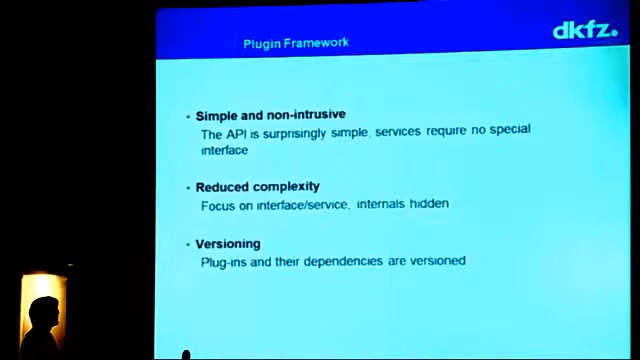 Plugin Framework
dkfz.
Simple and non-intrusive
The API is surprisingly simple, services require no special
interface
Reduced complexity
Focus on interface/service, internals hidden
Versioning
Plug-ins and their dependencies are versioned